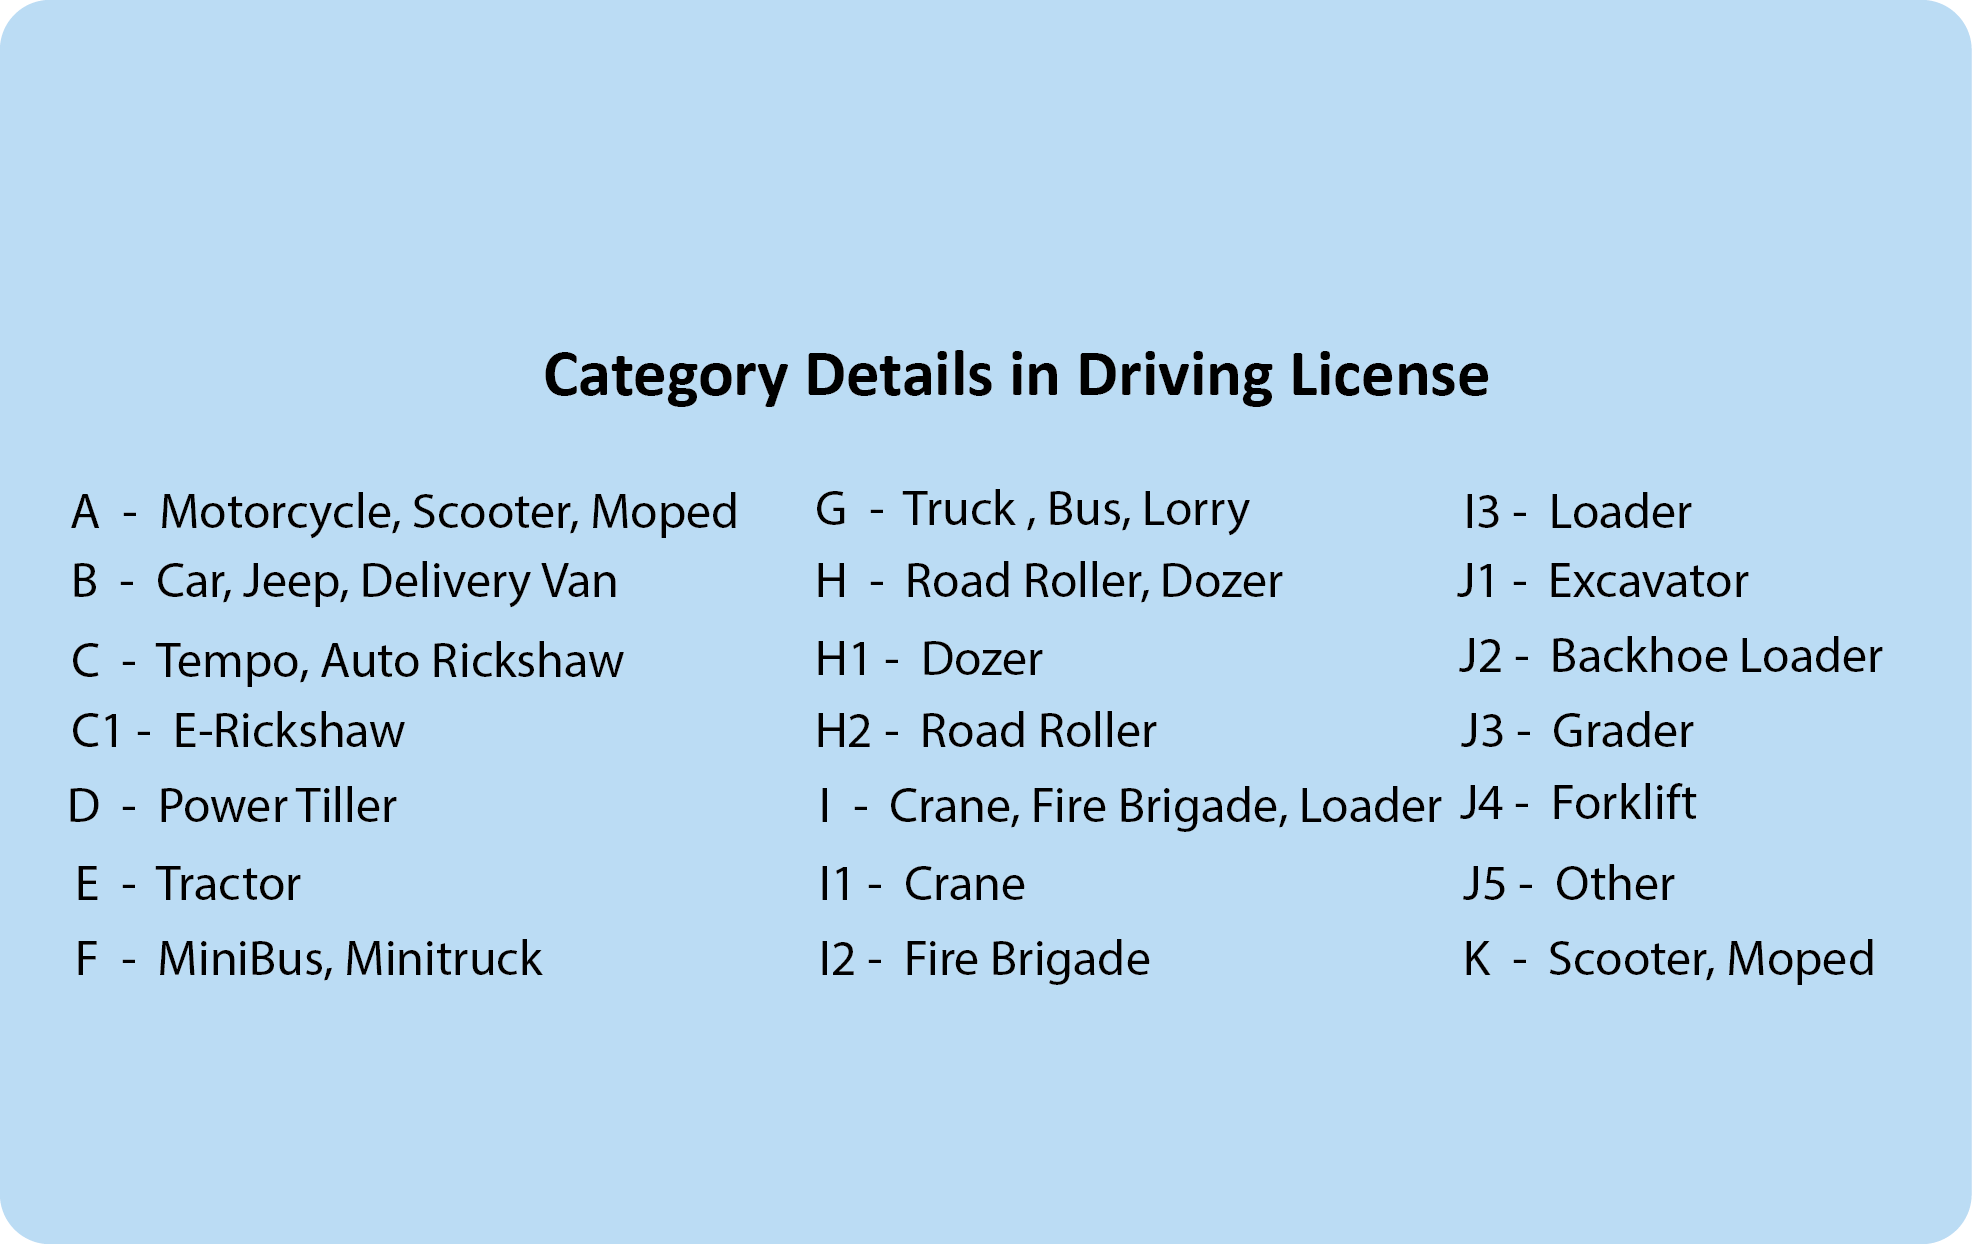 Category Details in Driving License
A - Motorcycle, Scooter, Moped
B - Car, Jeep, Delivery Van
C - Tempo, Auto Rickshaw
C1 - E-Rickshaw
D - Power Tiller
E - Tractor
F - MiniBus, Minitruck
G - Truck , Bus, Lorry
H - Road Roller, Dozer
H1 - Dozer
H2 - Road Roller
I - Crane, Fire Brigade, Loader
I1 - Crane
I2 - Fire Brigade
I3 - Loader
J1 - Excavator
J2 - Backhoe Loader
J3 - Grader
J4 - Forklift
J5 - Other
K - Scooter, Moped